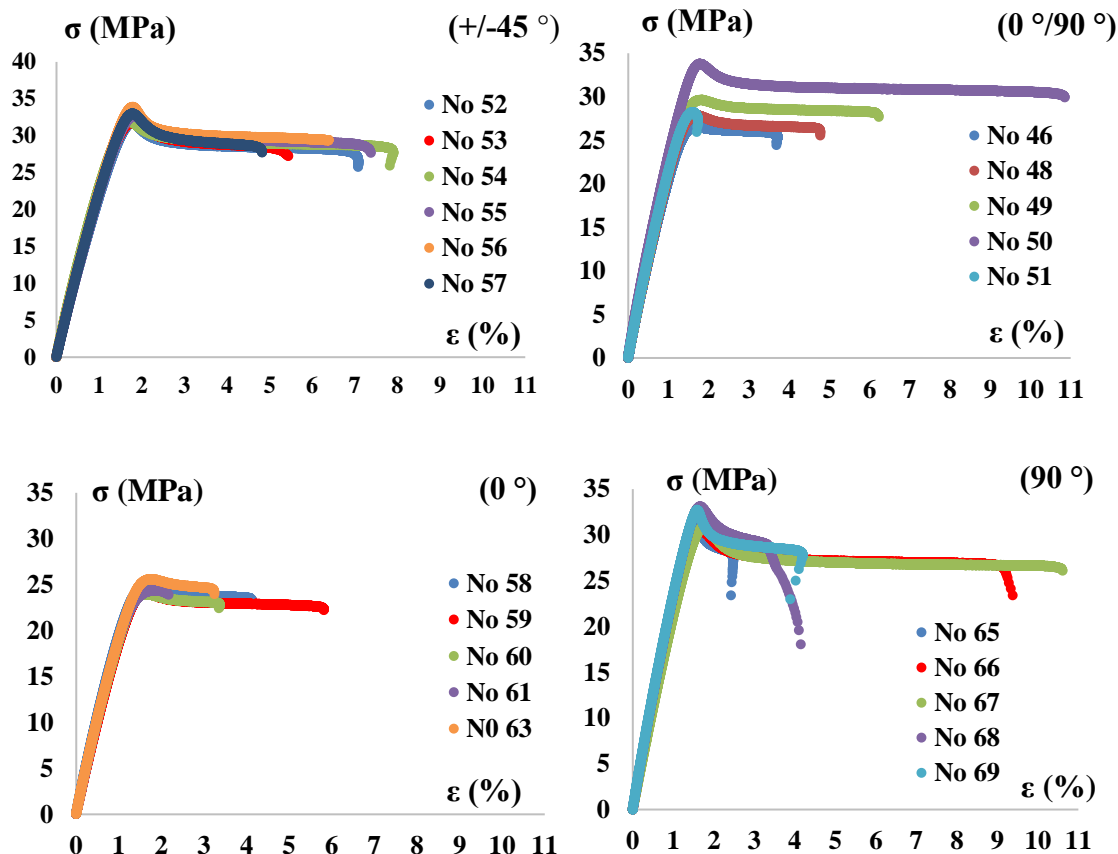 σ (MPa)
(+/-45 °)
40
35
30
25
20
15
10
5
0
No 52
No 53
No 54
No 55
No 56
No 57
ε (%)
0 1 2 3 4 5 6 7 8 9 10 11
σ (MPa)
(0 °/90 °)
35
30
25
20
15
10
5
0
No 46
No 48
No 49
No 50
No 51
ε (%)
0 1 2 3 4 5 6 7 8 9 10 11
σ (MPa)
(0 °)
35
30
25
20
15
10
5
0
No 58
No 59
No 60
No 61
N0 63
ε (%)
0 1 2 3 4 5 6 7 8 9 10 11
σ (MPa)
(90 °)
35
30
25
20
15
10
5
0
No 65
No 66
No 67
No 68
No 69
ε (%)
0 1 2 3 4 5 6 7 8 9 10 11